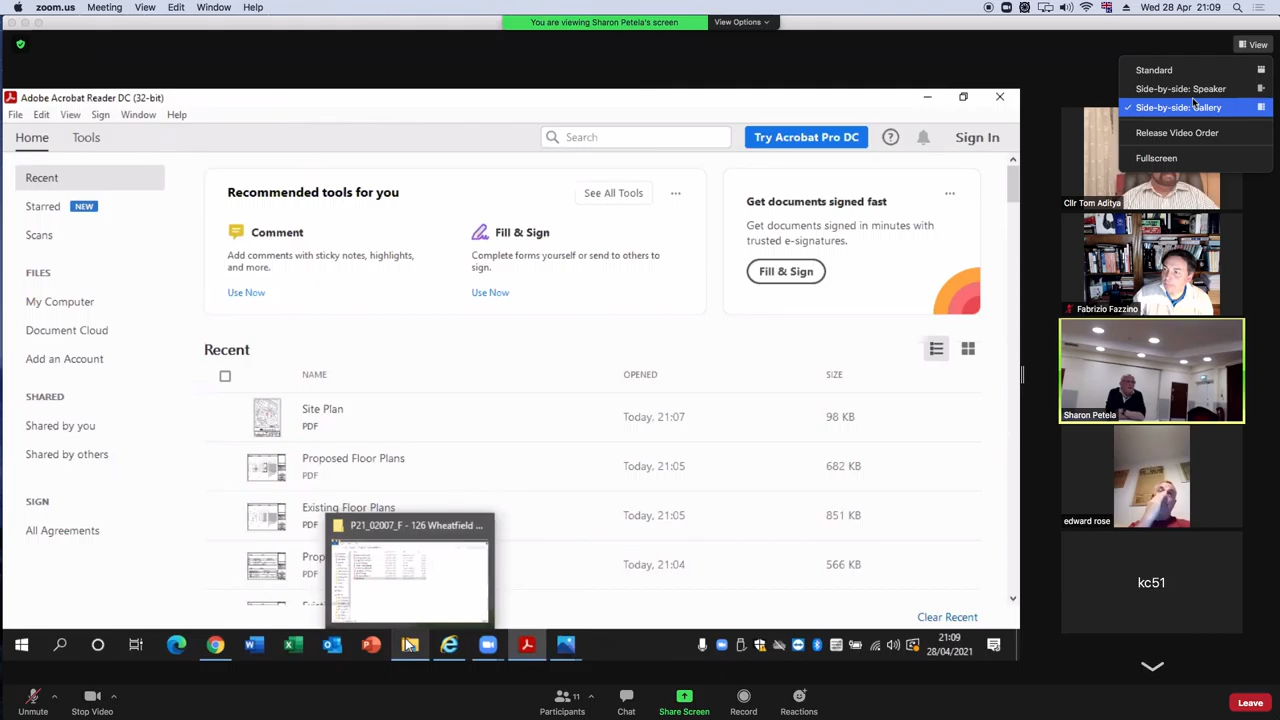 zoom.us Meeting View Edit Window Help
Wed 28 Apr 21:09
You are viewing Sharon Petela's screen View Options
View
Standard
Side-by-side: Speaker
Side-by-side: Gallery
Release Video Order
Fullscreen
Adobe Acrobat Reader DC (32-bit)
File Edit View Sign Window Help
Home Tools
Search
Try Acrobat Pro DC
Sign In
Recent
Starred NEW
Scans
FILES
My Computer
Document Cloud
Add an Account
SHARED
Shared by you
Shared by others
SIGN
All Agreements
Recommended tools for you
See All Tools
Comment
Add comments with sticky notes, highlights,
and more.
Use Now
Fill & Sign
Complete forms yourself or send to others to
sign.
Use Now
Get documents signed fast
Get documents signed in minutes with
trusted e-signatures.
Fill & Sign
Recent
NAME OPENED SIZE
Site Plan
PDF
Today, 21:07 98 KB
Proposed Floor Plans
PDF
Today, 21:05 682 KB
Existing Floor Plans
PDF
Today, 21:05 851 KB
Prop
PDF
Today, 21:04 566 KB
P21_02007_F - 126 Wheatfield ...
Clear Recent
21:09
28/04/2021
Cllr Tom Aditya
Fabrizio Fazzino
Sharon Petela
edward rose
kc51
Unmute
Stop Video
Participants 11
Chat
Share Screen
Record
Reactions
Leave